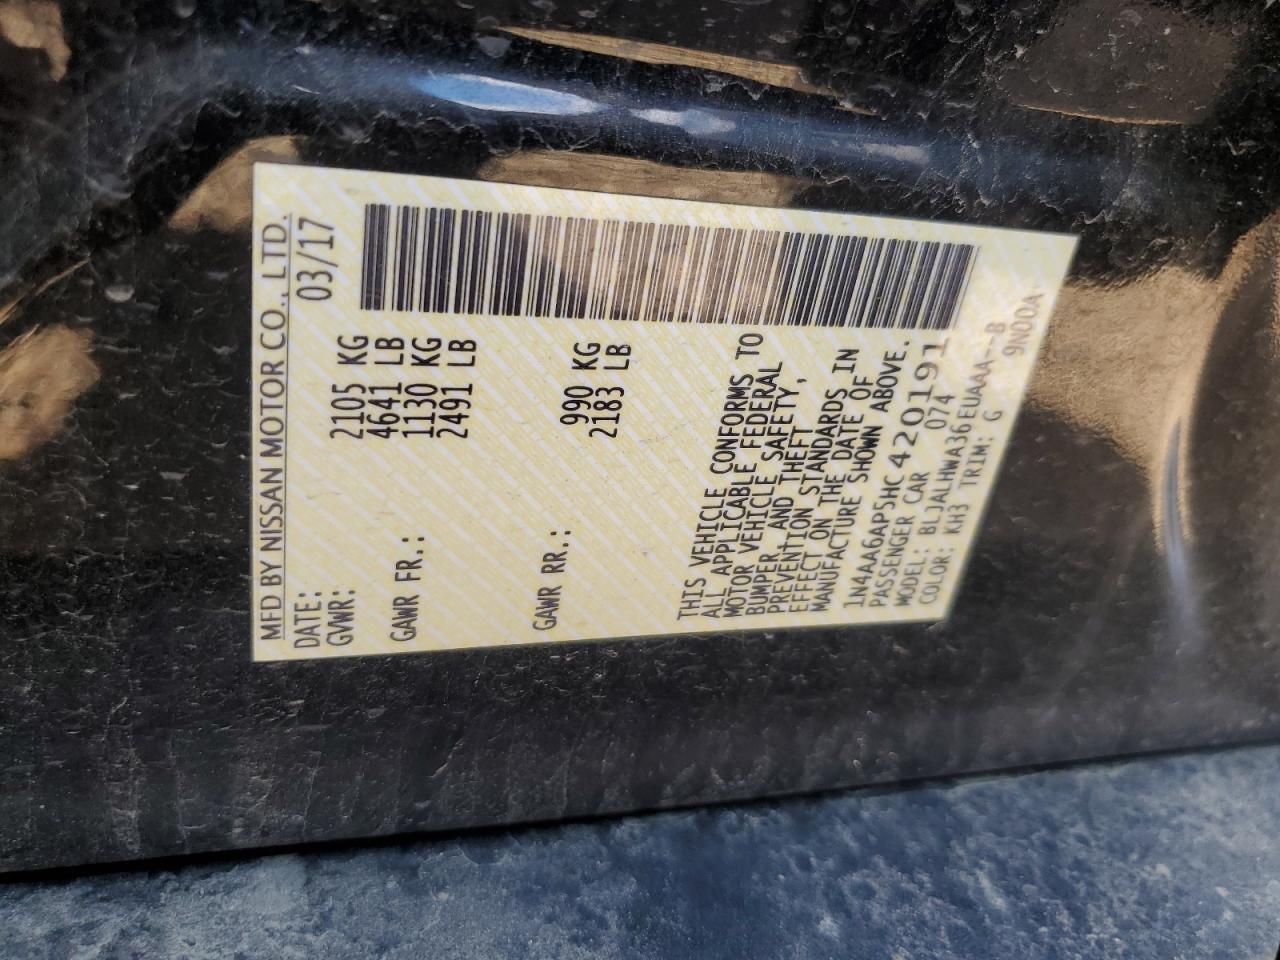 MFD BY NISSAN MOTOR CO., LTD.
DATE: 03/17
GVWR: 2105 KG
4641 LB
GAWR FR.: 1130 KG
2491 LB
GAWR RR.: 990 KG
2183 LB
THIS VEHICLE CONFORMS TO
ALL APPLICABLE FEDERAL
MOTOR VEHICLE SAFETY,
BUMPER, AND THEFT
PREVENTION STANDARDS IN
EFFECT ON THE DATE OF
MANUFACTURE SHOWN ABOVE.
1N4AA6AP5HC420191
PASSENGER CAR 074
MODEL: BLJALHWA36EUAAA--B
COLOR: KH3 TRIM: G 9N00A